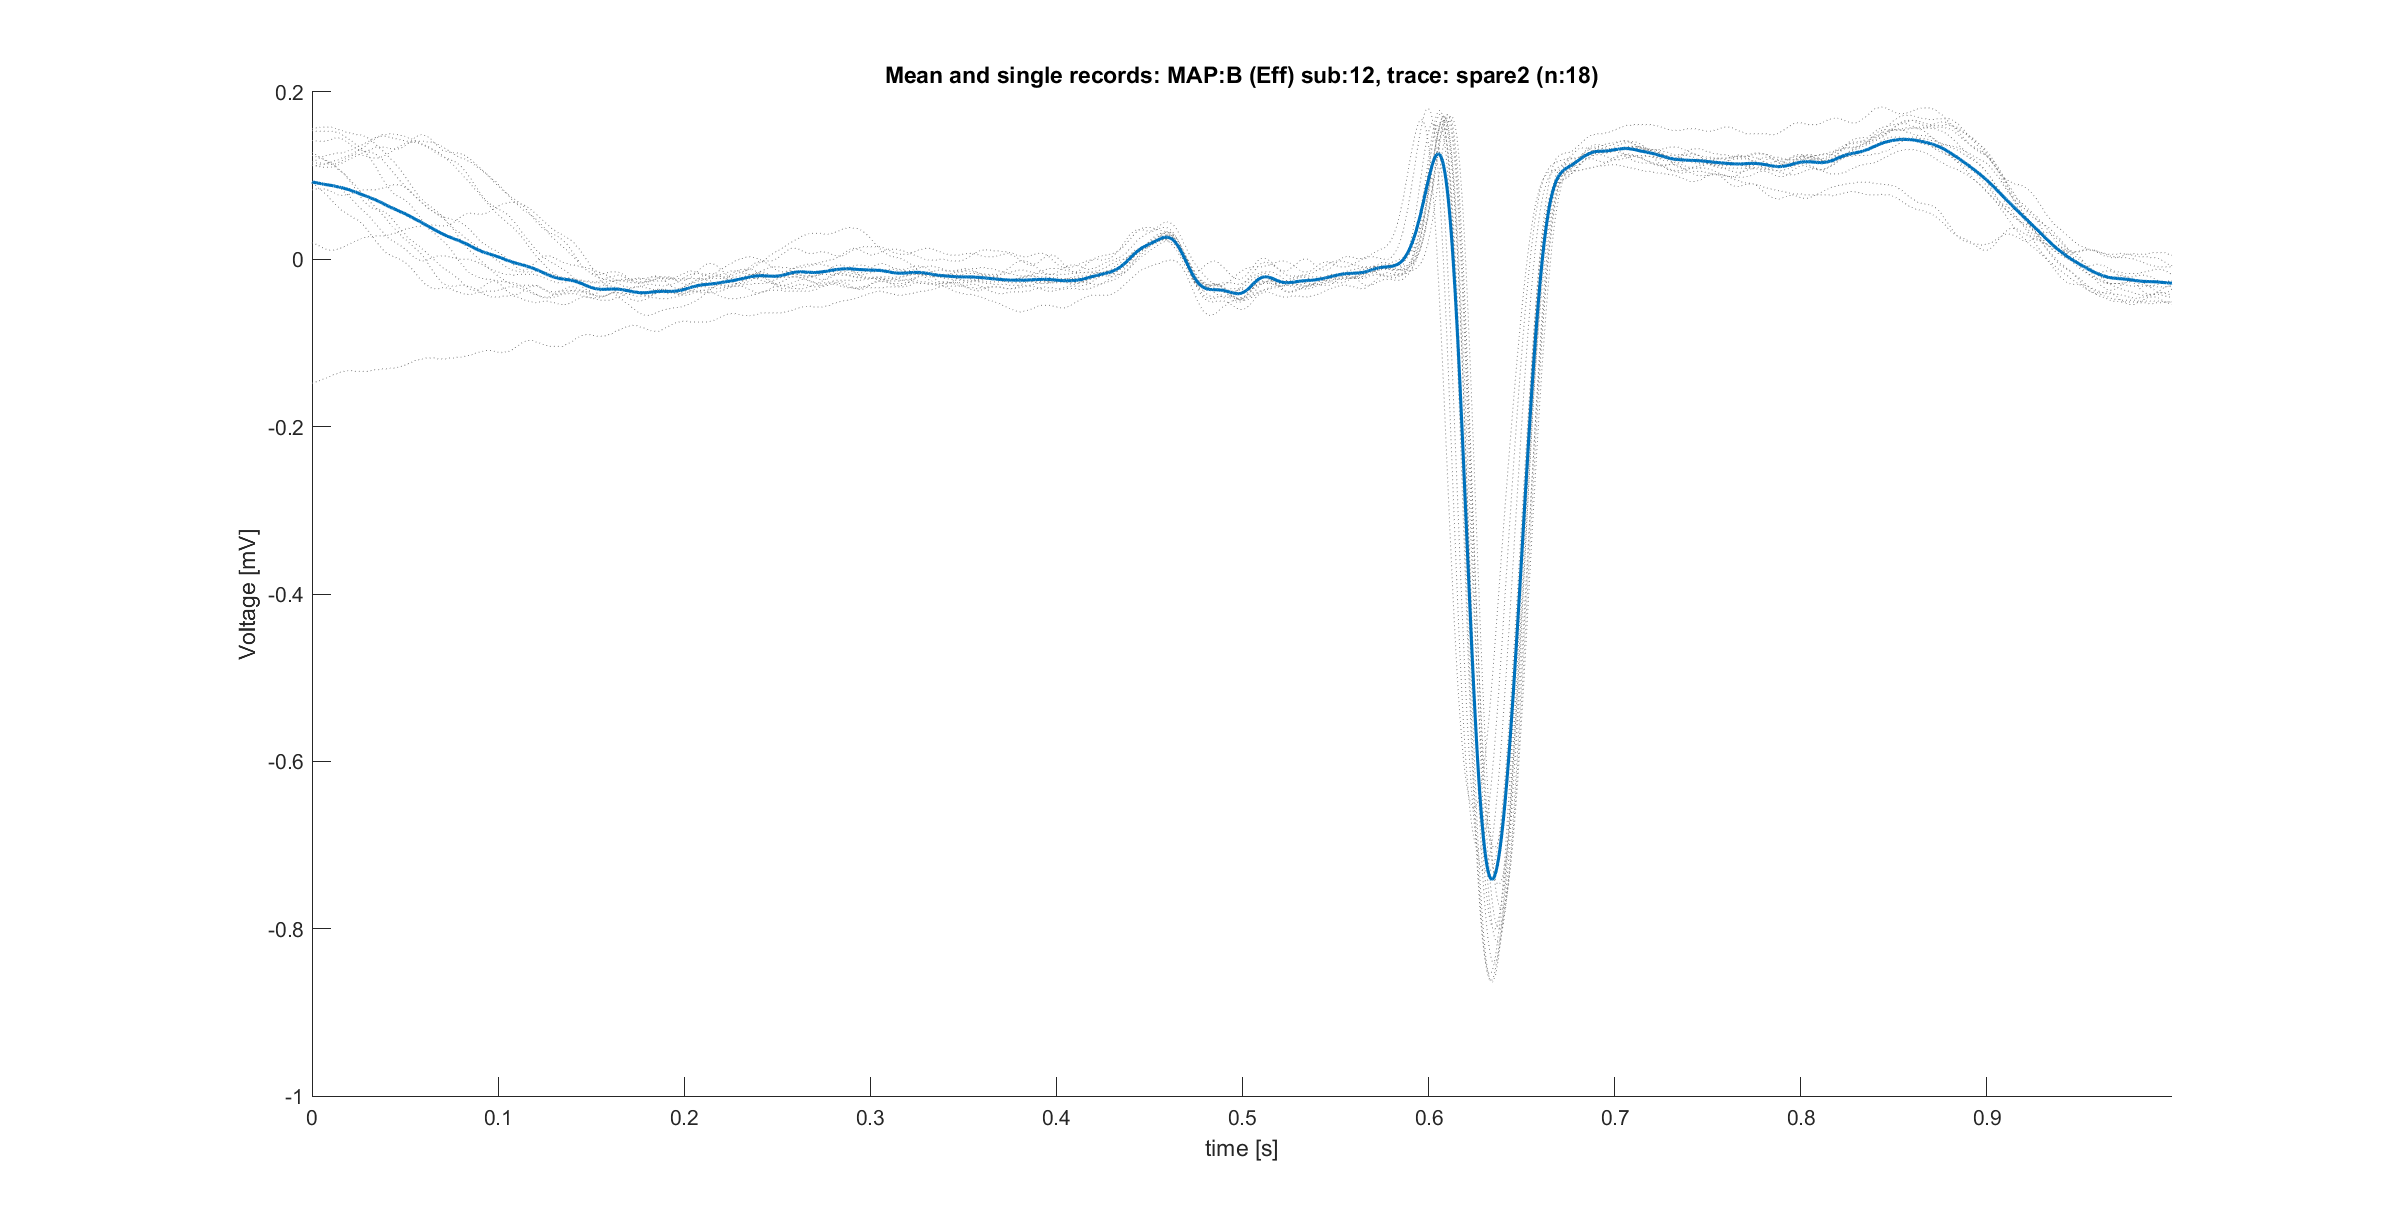 Mean and single records: MAP:B (Eff) sub:12, trace: spare2 (n:18)
0.2
0
-0.2
-0.4
-0.6
-0.8
-1
Voltage [mV]
0 0.1 0.2 0.3 0.4 0.5 0.6 0.7 0.8 0.9
time [s]